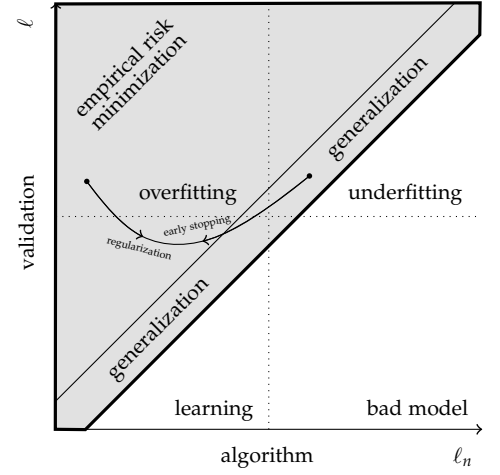 ℓ
empirical risk
minimization
generalization
overfitting
underfitting
early stopping
regularization
validation
generalization
learning
bad model
algorithm
ℓₙ